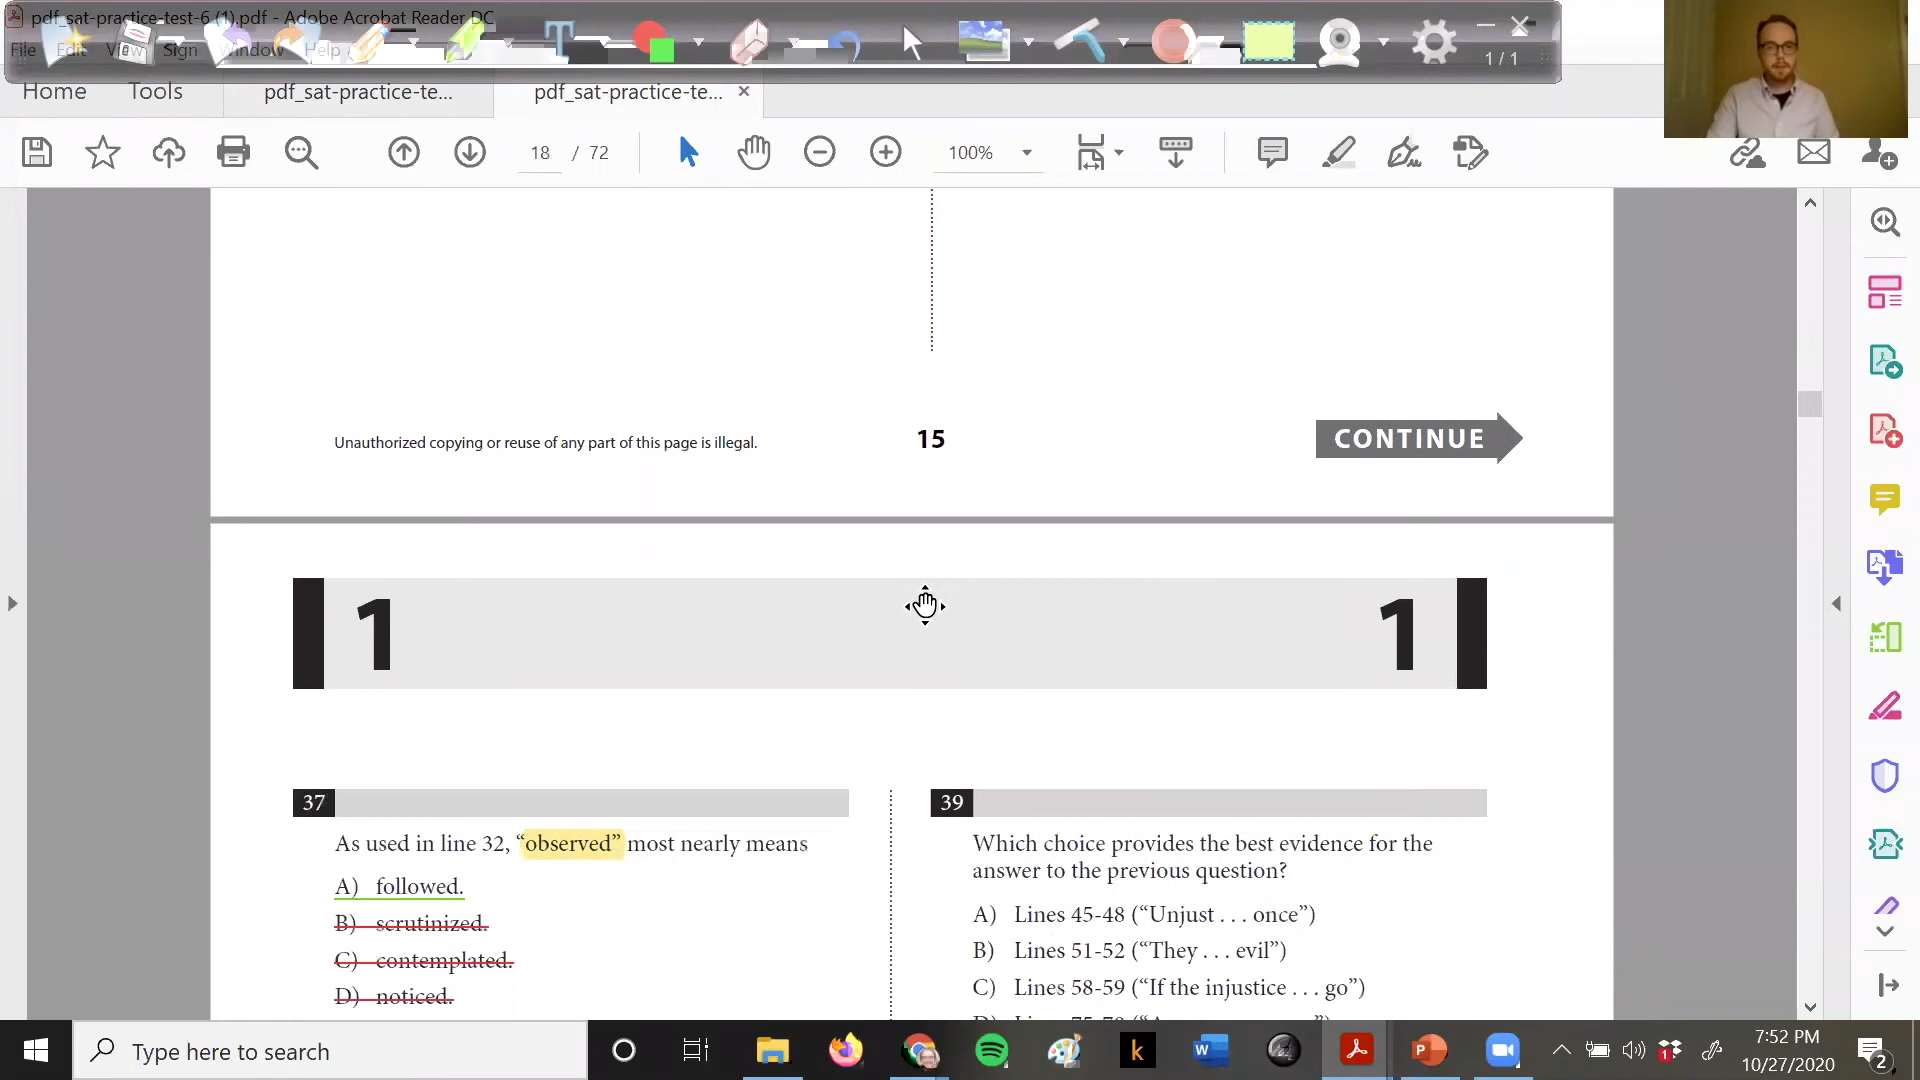 pdf_sat-practice-test-6 (1).pdf - Adobe Acrobat Reader DC
File Edit View Sign Window Help
1 / 1
Home Tools pdf_sat-practice-te... pdf_sat-practice-te... ×
18 / 72 100%
Unauthorized copying or reuse of any part of this page is illegal. 15 CONTINUE
1 1
37
As used in line 32, “observed” most nearly means
A) followed.
B) scrutinized.
C) contemplated.
D) noticed.
39
Which choice provides the best evidence for the
answer to the previous question?
A) Lines 45-48 (“Unjust . . . once”)
B) Lines 51-52 (“They . . . evil”)
C) Lines 58-59 (“If the injustice . . . go”)
Type here to search
7:52 PM
10/27/2020